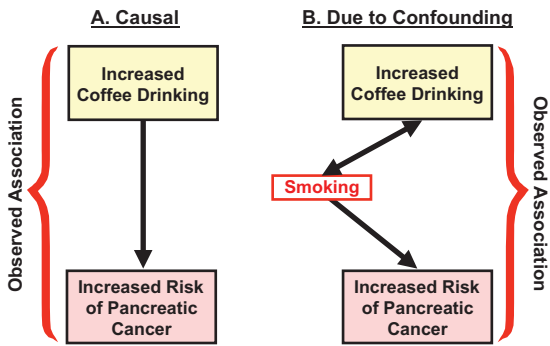 A. Causal
Observed Association
Increased
Coffee Drinking
Increased Risk
of Pancreatic
Cancer
B. Due to Confounding
Increased
Coffee Drinking
Smoking
Increased Risk
of Pancreatic
Cancer
Observed Association